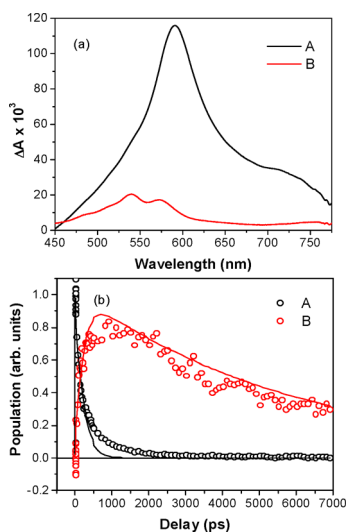 120
(a)
A
B
100
80
60
40
20
0
ΔA x 10³
450 500 550 600 650 700 750
Wavelength (nm)
1.0
(b)
A
B
0.8
0.6
0.4
0.2
0.0
-0.2
Population (arb. units)
0 1000 2000 3000 4000 5000 6000 7000
Delay (ps)